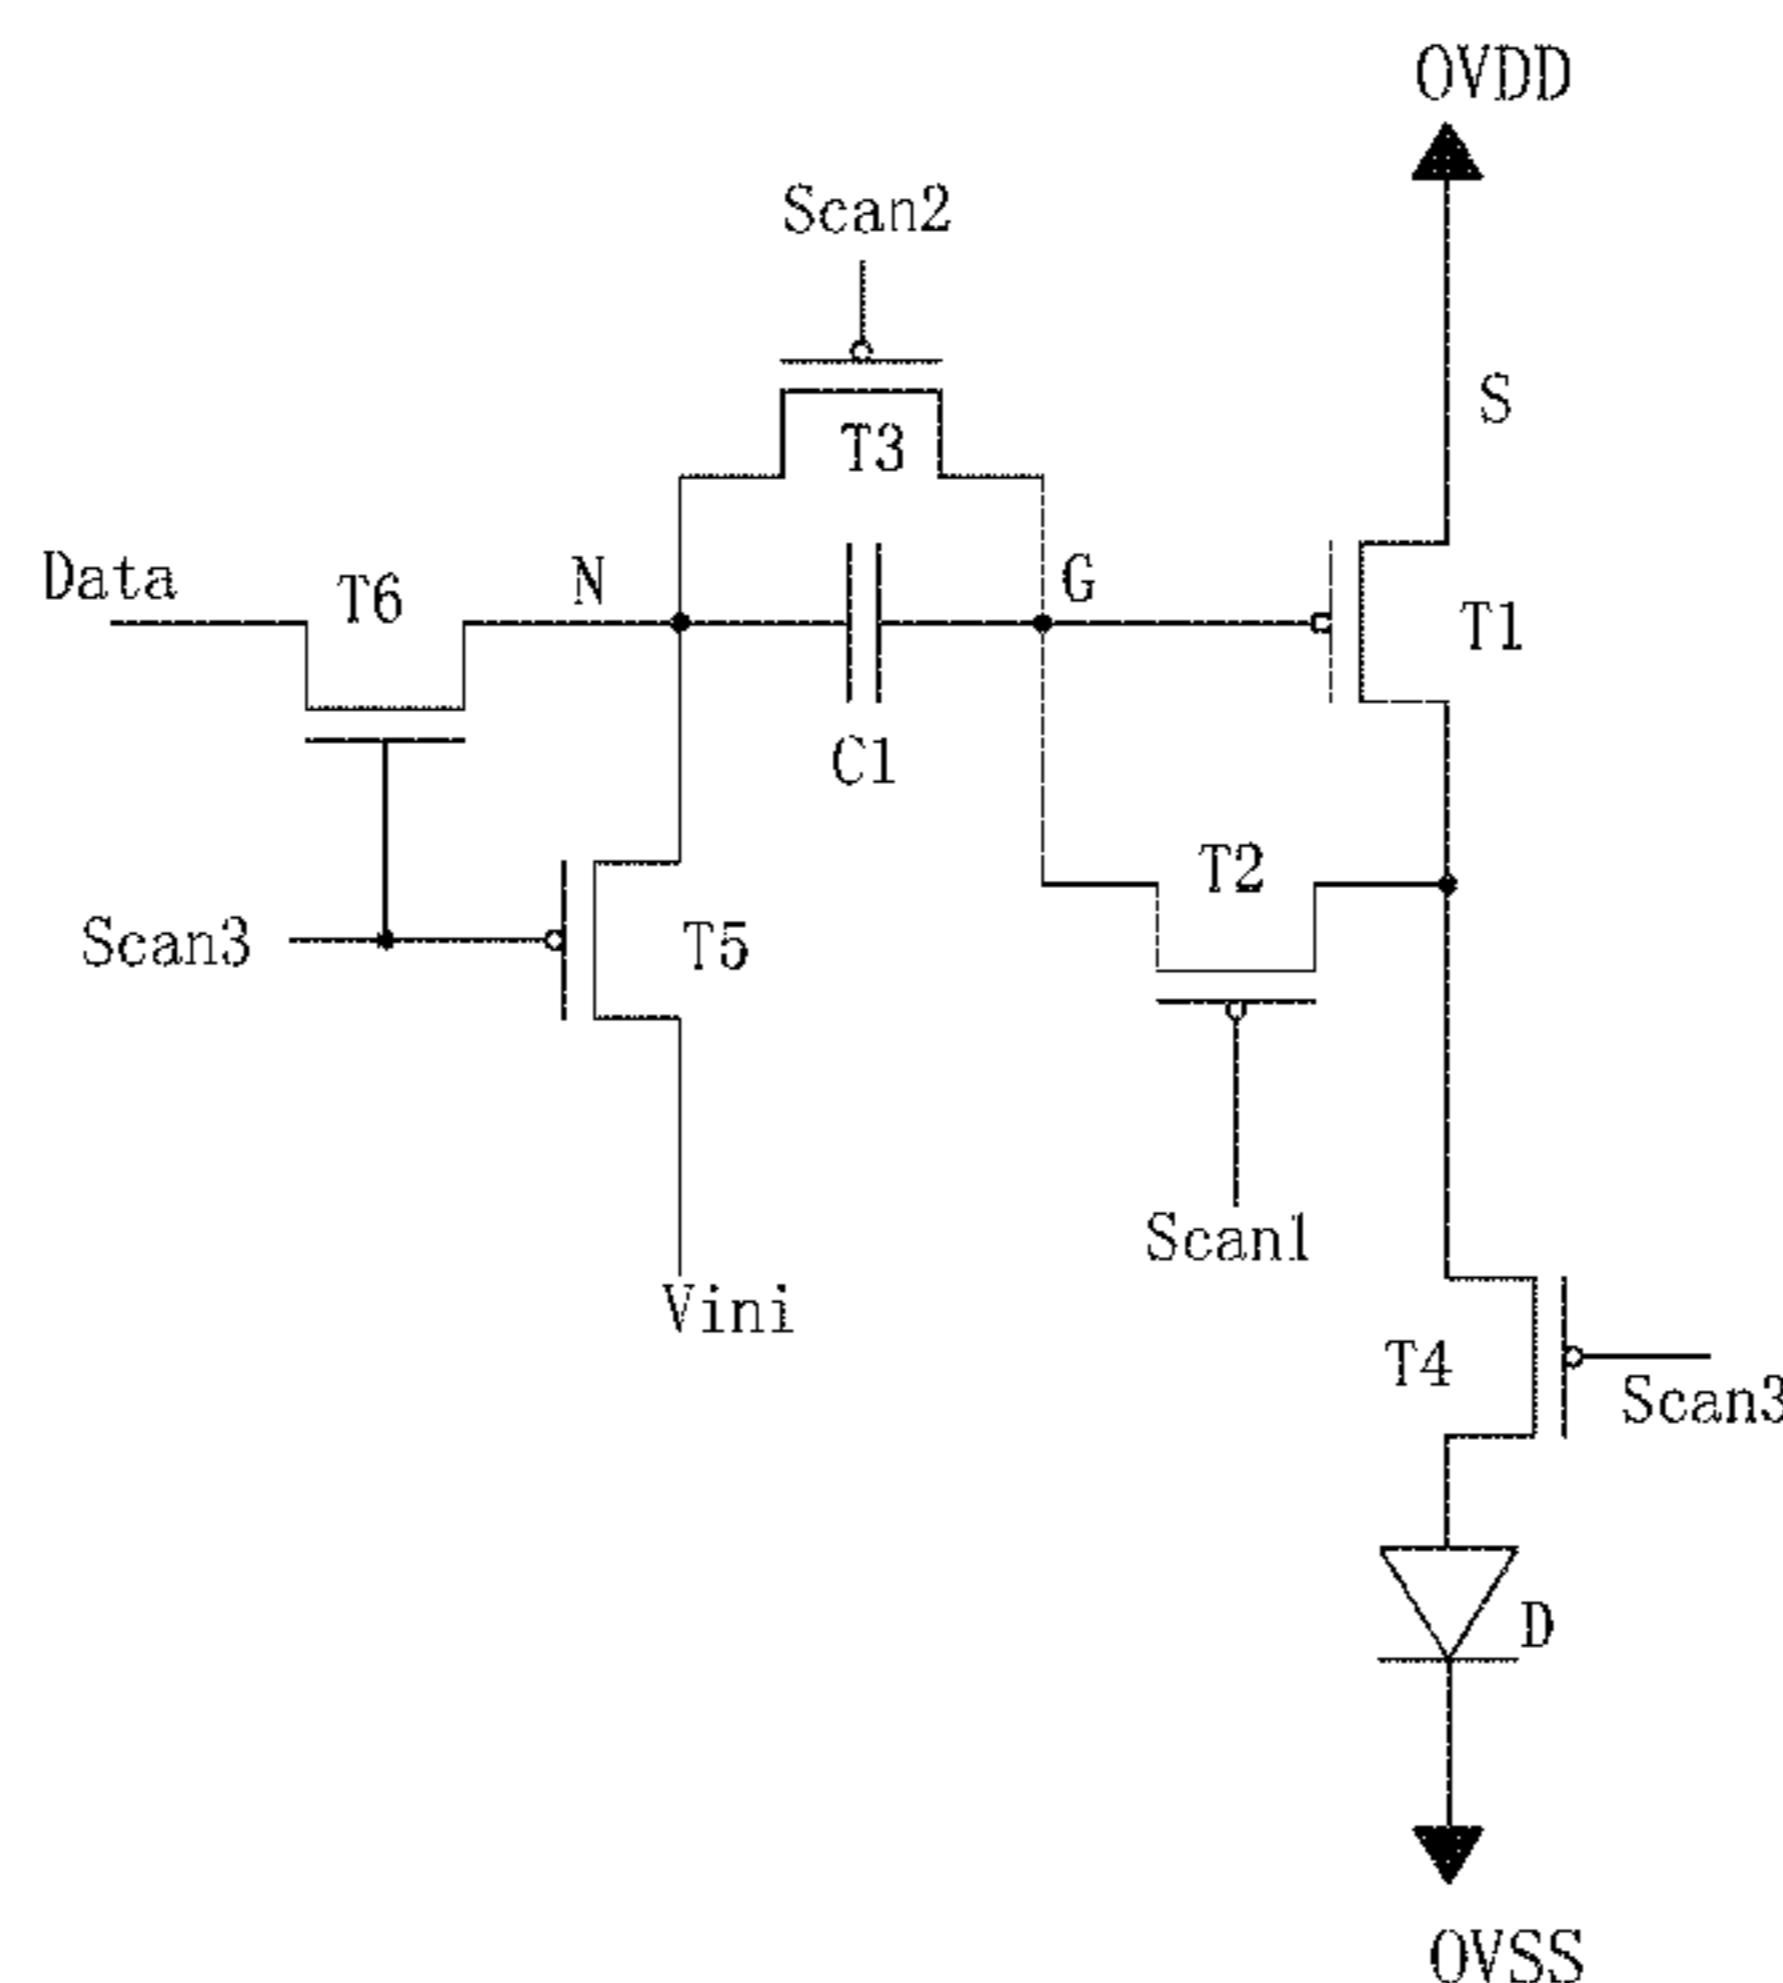 OVDD
Scan2
S
T3
Data
T6
N
G
T1
C1
T2
Scan3
T5
Scan1
Vini
T4
Scan3
D
OVSS